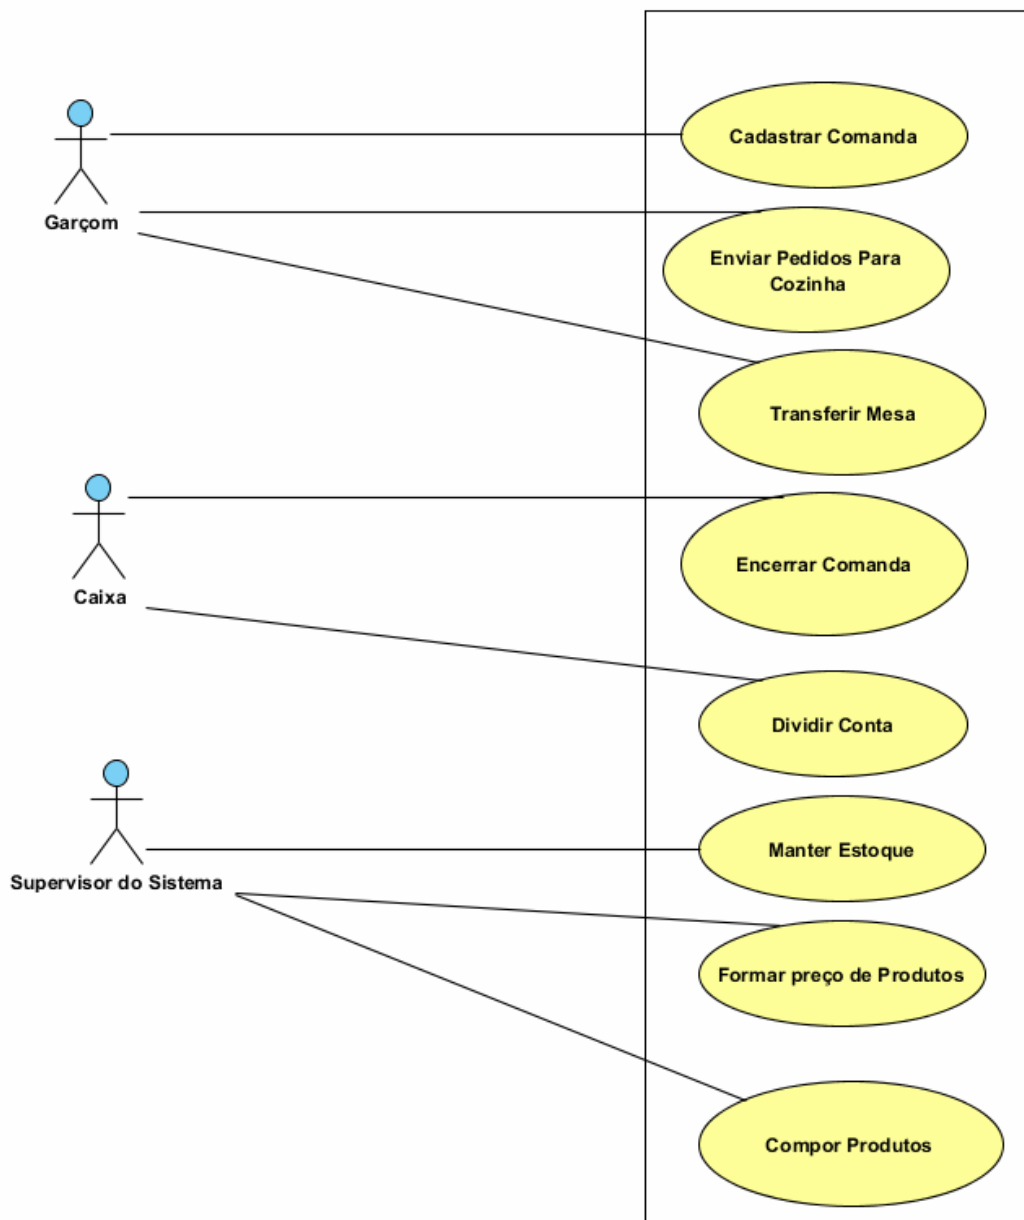 Cadastrar Comanda
Garçom
Enviar Pedidos Para
Cozinha
Transferir Mesa
Encerrar Comanda
Caixa
Dividir Conta
Manter Estoque
Supervisor do Sistema
Formar preço de Produtos
Compor Produtos